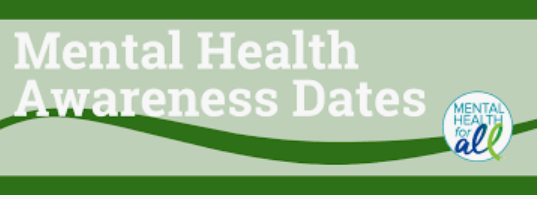 Mental Health
Awareness Dates
MENTAL
HEALTH
for
all